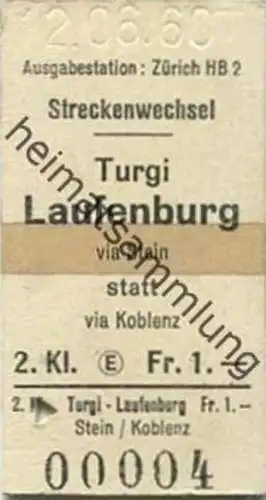 12.06.60
Ausgabestation: Zürich HB 2
Streckenwechsel
Turgi
Laufenburg
via Stein
statt
via Koblenz
2. Kl. E Fr. 1.—
2. Turgi - Laufenburg Fr. 1.—
Stein / Koblenz
00004
heimatsammlung